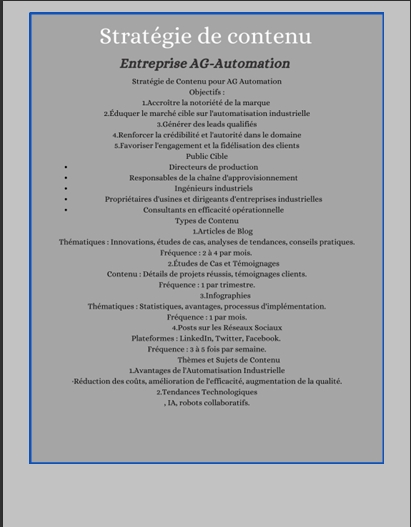 Stratégie de contenu
Entreprise AG-Automation
Stratégie de Contenu pour AG Automation
Objectifs :
1.Accroître la notoriété de la marque
2.Éduquer le marché cible sur l'automatisation industrielle
3.Générer des leads qualifiés
4.Renforcer la crédibilité et l'autorité dans le domaine
5.Favoriser l'engagement et la fidélisation des clients
Public Cible
• Directeurs de production
• Responsables de la chaîne d'approvisionnement
• Ingénieurs industriels
• Propriétaires d'usines et dirigeants d'entreprises industrielles
• Consultants en efficacité opérationnelle
Types de Contenu
1.Articles de Blog
Thématiques : Innovations, études de cas, analyses de tendances, conseils pratiques.
Fréquence : 2 à 4 par mois.
2.Études de Cas et Témoignages
Contenu : Détails de projets réussis, témoignages clients.
Fréquence : 1 par trimestre.
3.Infographies
Thématiques : Statistiques, avantages, processus d'implémentation.
Fréquence : 1 par mois.
4.Posts sur les Réseaux Sociaux
Plateformes : LinkedIn, Twitter, Facebook.
Fréquence : 3 à 5 fois par semaine.
Thèmes et Sujets de Contenu
1.Avantages de l'Automatisation Industrielle
-Réduction des coûts, amélioration de l'efficacité, augmentation de la qualité.
2.Tendances Technologiques
, IA, robots collaboratifs.